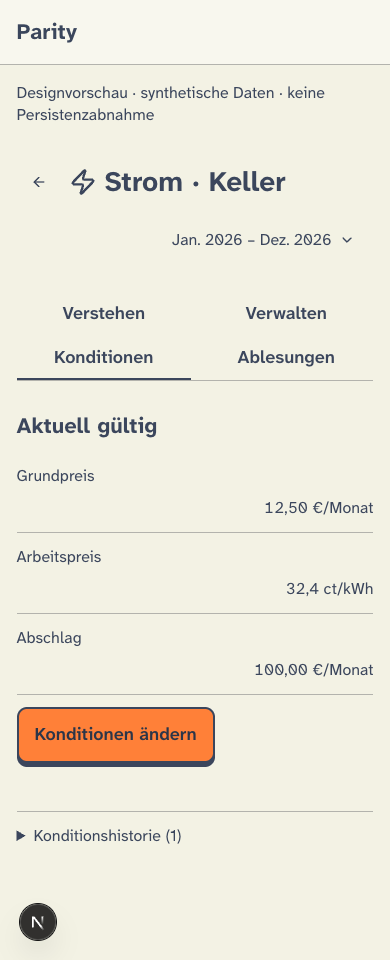 Parity
Designvorschau · synthetische Daten · keine
Persistenzabnahme
← Strom · Keller
Jan. 2026 – Dez. 2026
Verstehen Verwalten
Konditionen Ablesungen
Aktuell gültig
Grundpreis
12,50 €/Monat
Arbeitspreis
32,4 ct/kWh
Abschlag
100,00 €/Monat
Konditionen ändern
▶ Konditionshistorie (1)
N